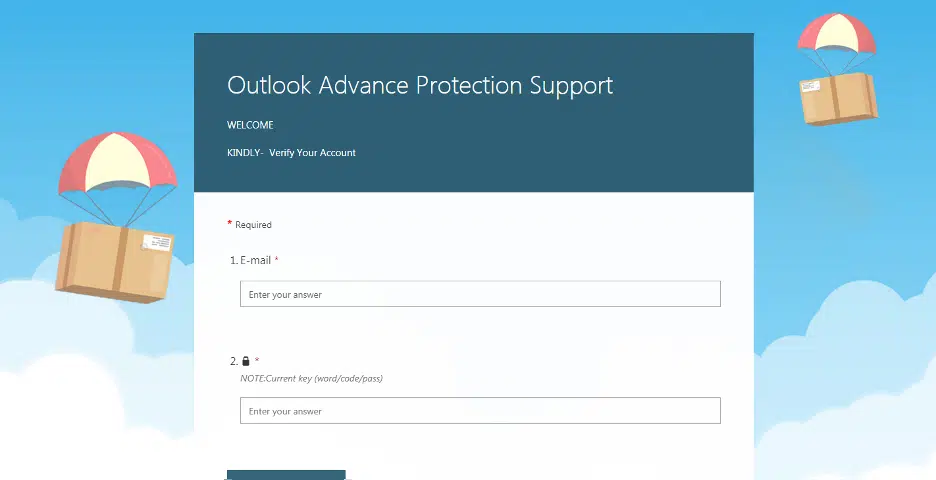 Outlook Advance Protection Support
WELCOME
KINDLY-  Verify Your Account
* Required
1. E-mail *
Enter your answer
2. *
NOTE:Current key (word/code/pass)
Enter your answer